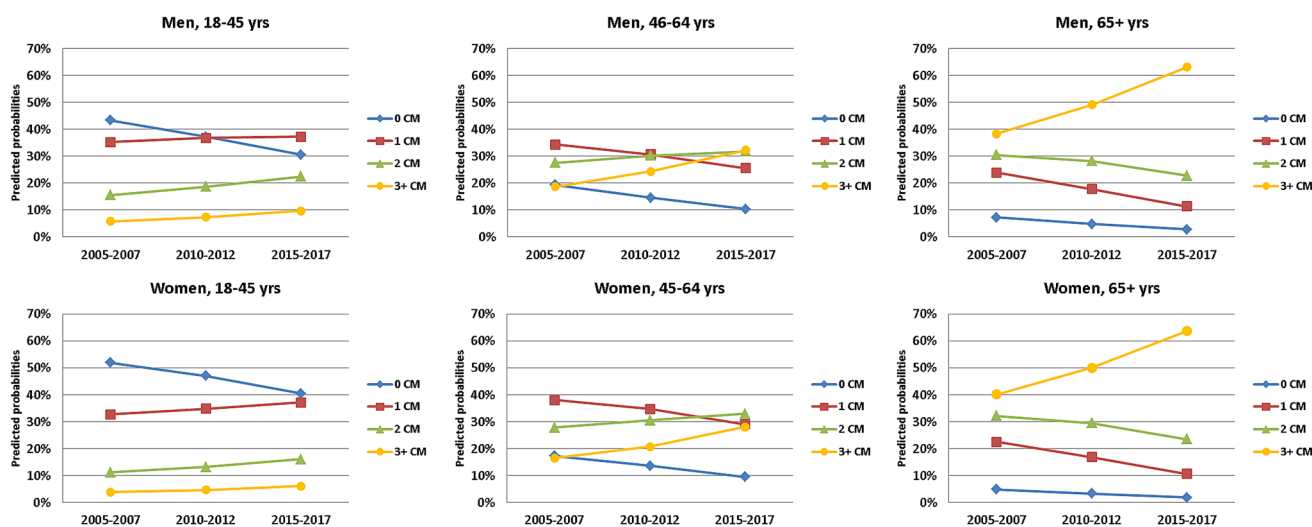 Men, 18-45 yrs
Predicted probabilities
70%
60%
50%
40%
30%
20%
10%
0%
2005-2007 2010-2012 2015-2017
0 CM
1 CM
2 CM
3+ CM
Men, 46-64 yrs
Predicted probabilities
70%
60%
50%
40%
30%
20%
10%
0%
2005-2007 2010-2012 2015-2017
0 CM
1 CM
2 CM
3+ CM
Men, 65+ yrs
Predicted probabilities
70%
60%
50%
40%
30%
20%
10%
0%
2005-2007 2010-2012 2015-2017
0 CM
1 CM
2 CM
3+ CM
Women, 18-45 yrs
Predicted probabilities
70%
60%
50%
40%
30%
20%
10%
0%
2005-2007 2010-2012 2015-2017
0 CM
1 CM
2 CM
3+ CM
Women, 45-64 yrs
Predicted probabilities
70%
60%
50%
40%
30%
20%
10%
0%
2005-2007 2010-2012 2015-2017
0 CM
1 CM
2 CM
3+ CM
Women, 65+ yrs
Predicted probabilities
70%
60%
50%
40%
30%
20%
10%
0%
2005-2007 2010-2012 2015-2017
0 CM
1 CM
2 CM
3+ CM